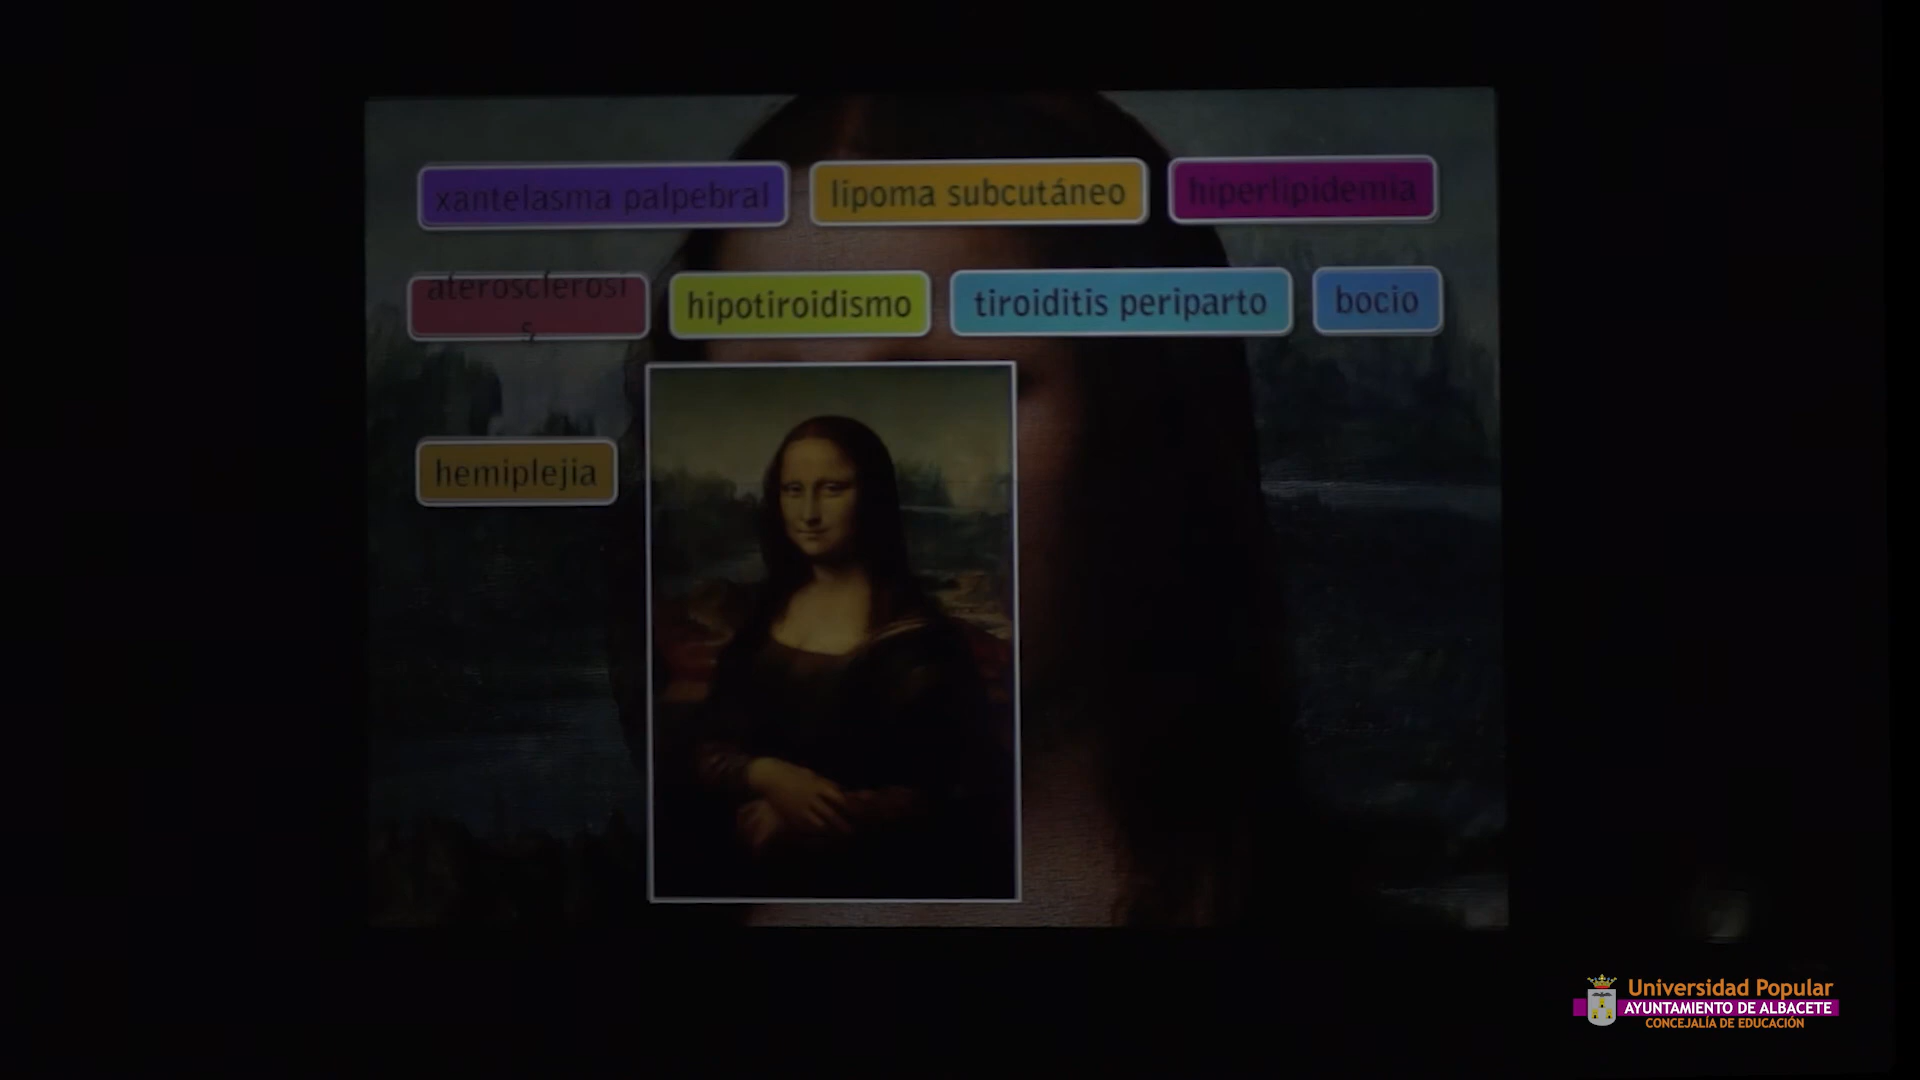 xantelasma palpebral
lipoma subcutáneo
hiperlipidemia
aterosclerosi
s
hipotiroidismo
tiroiditis periparto
bocio
hemiplejia
Universidad Popular
AYUNTAMIENTO DE ALBACETE
CONCEJALÍA DE EDUCACIÓN